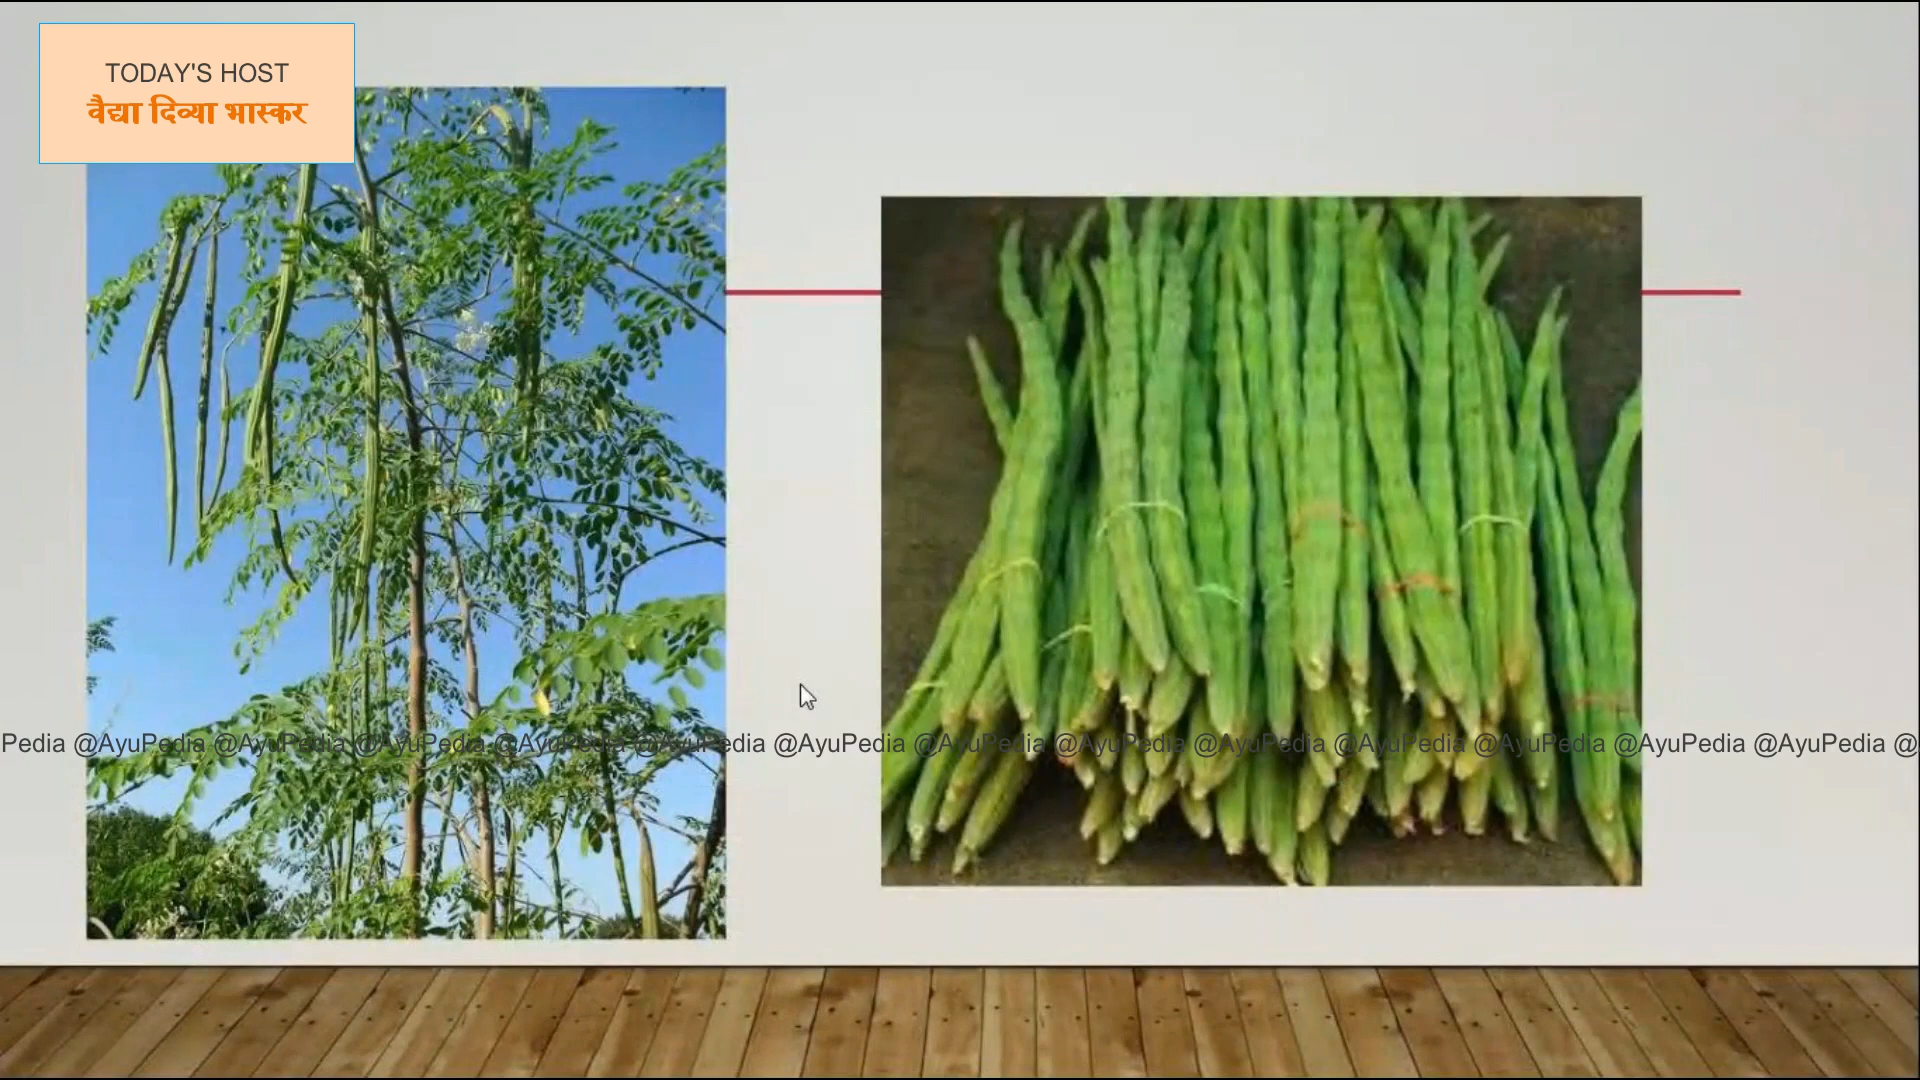 TODAY'S HOST
वैद्या दिव्या भास्कर
Pedia @AyuPedia @AyuPedia @AyuPedia @AyuPedia @AyuPedia @AyuPedia @AyuPedia @AyuPedia @AyuPedia @AyuPedia @AyuPedia @AyuPedia @AyuPedia @